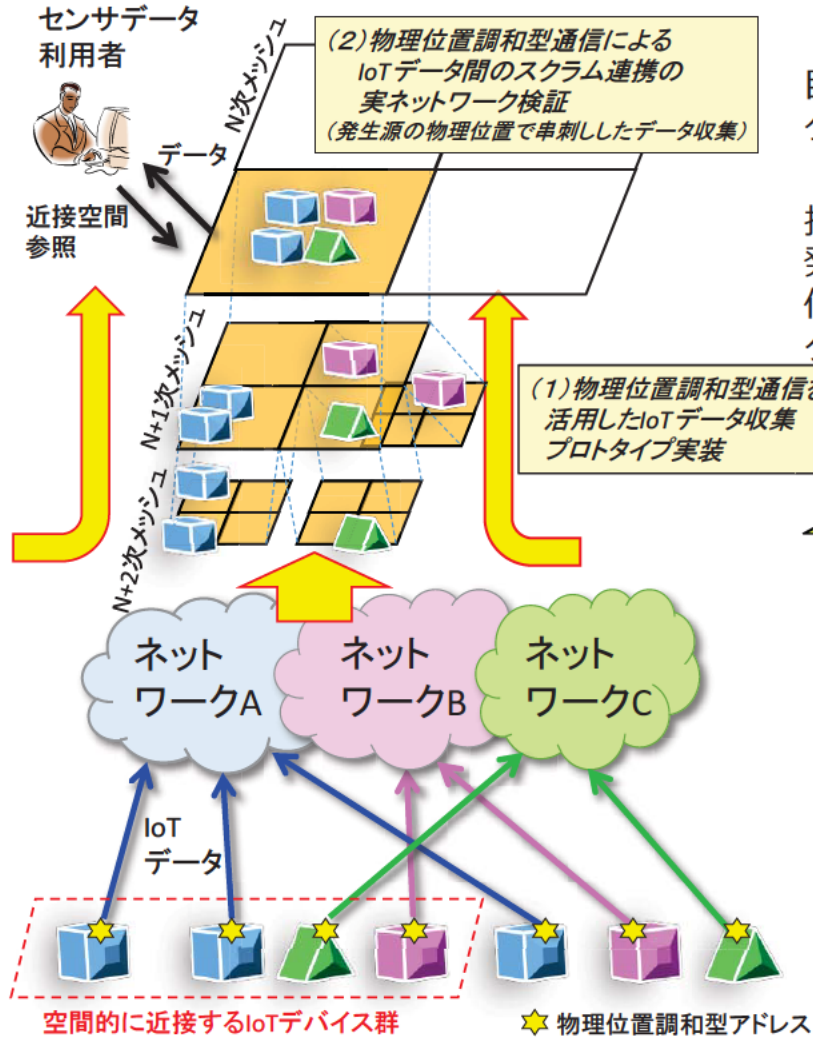 センサデータ
利用者
N次メッシュ
(2)物理位置調和型通信による
IoTデータ間のスクラム連携の
実ネットワーク検証
(発生源の物理位置で串刺ししたデータ収集)
データ
近接空間
参照
N+1次メッシュ
(1)物理位置調和型通信を
活用したIoTデータ収集
プロトタイプ実装
N+2次メッシュ
ネット
ワークA
ネット
ワークB
ネット
ワークC
IoT
データ
空間的に近接するIoTデバイス群
物理位置調和型アドレス